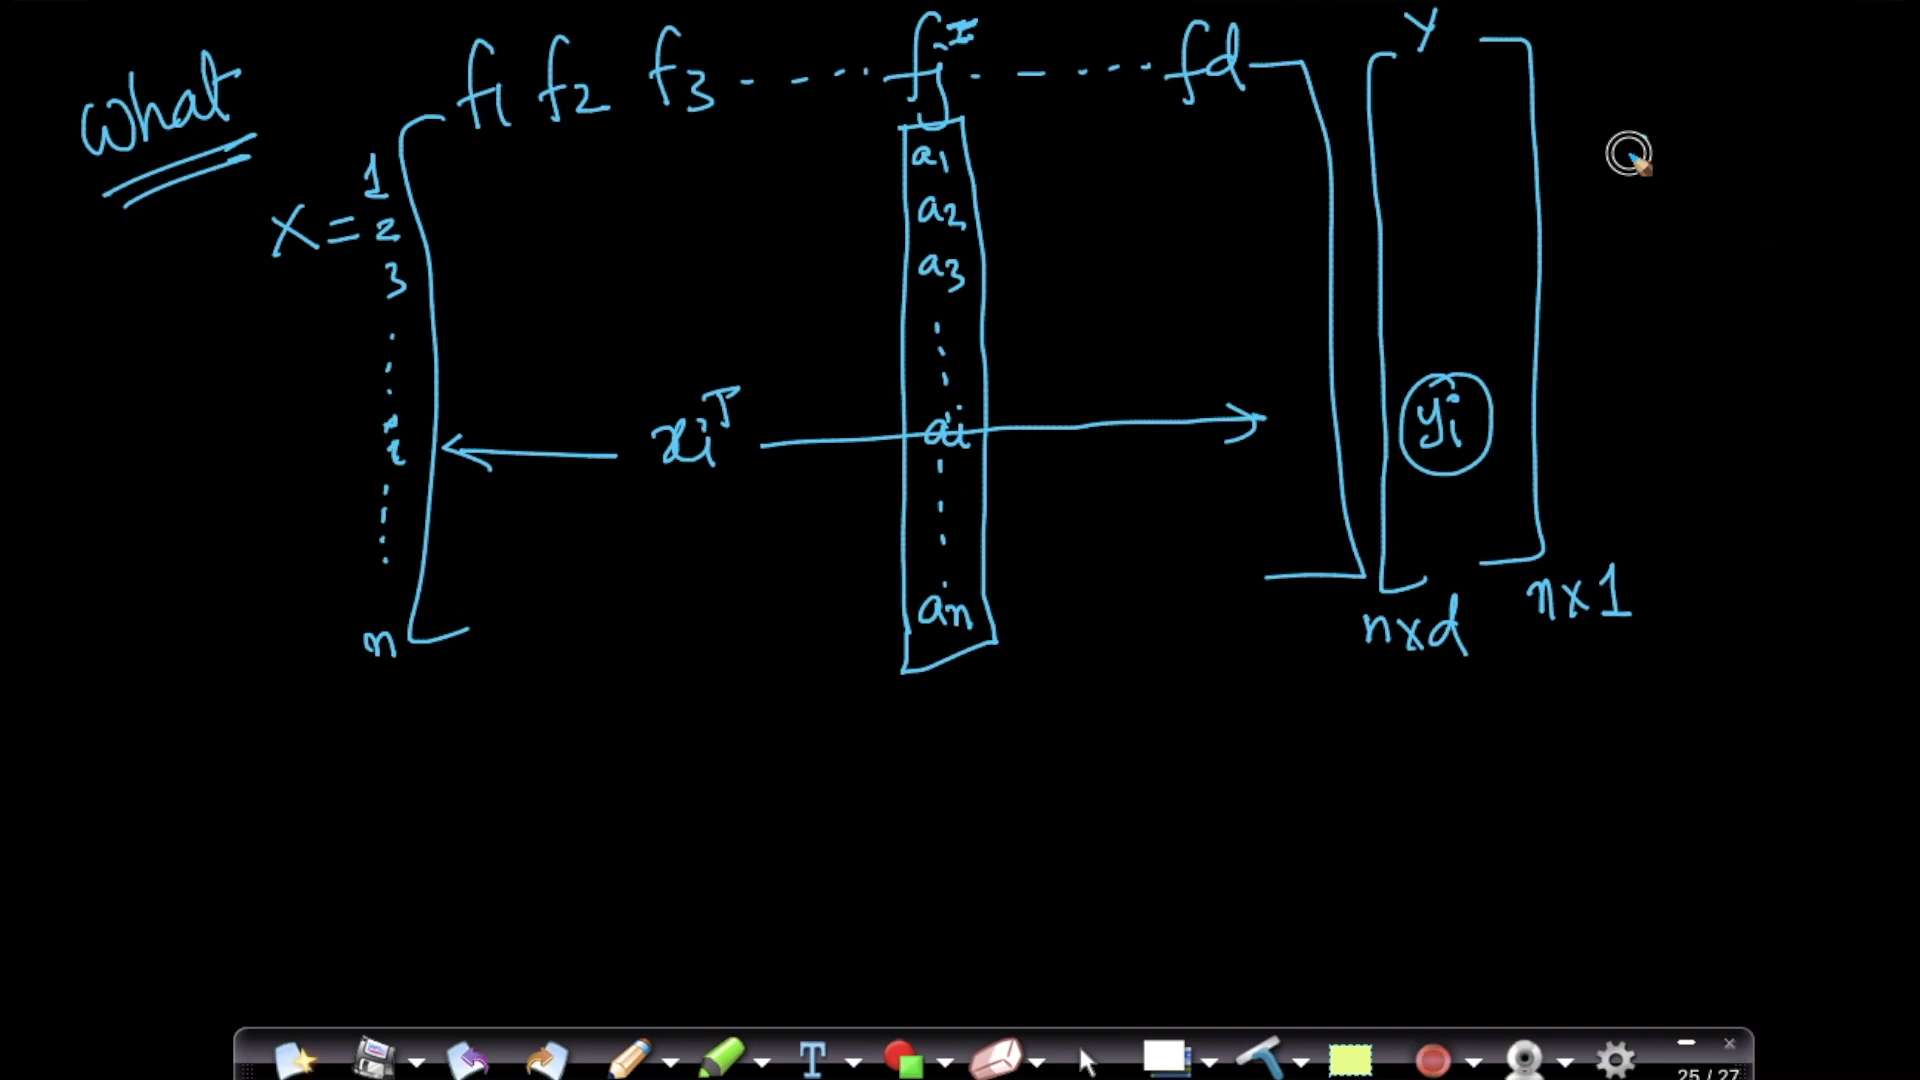 what
f1 f2 f3 - - - - fj - - - - - fd
Y
X =
1
2
3
i
n
a1
a2
a3
ai
an
xiT
yi
nxd
nx1
T
25 / 27